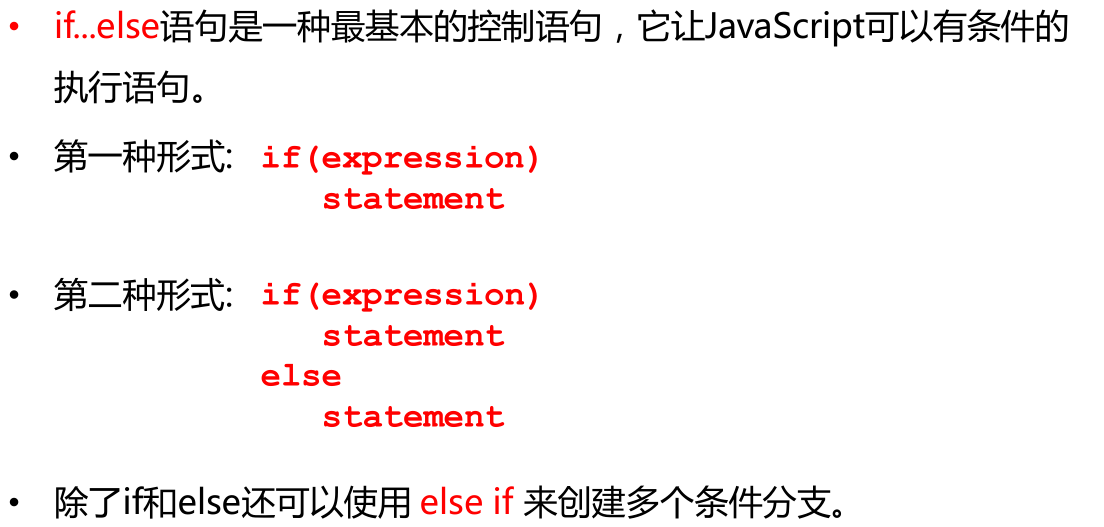 • if...else语句是一种最基本的控制语句，它让JavaScript可以有条件的
执行语句。
• 第一种形式: if(expression)
statement
• 第二种形式: if(expression)
statement
else
statement
• 除了if和else还可以使用 else if 来创建多个条件分支。